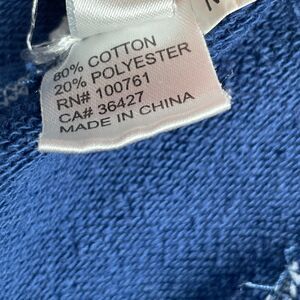 80% COTTON
20% POLYESTER
RN# 100761
CA# 36427
MADE IN CHINA